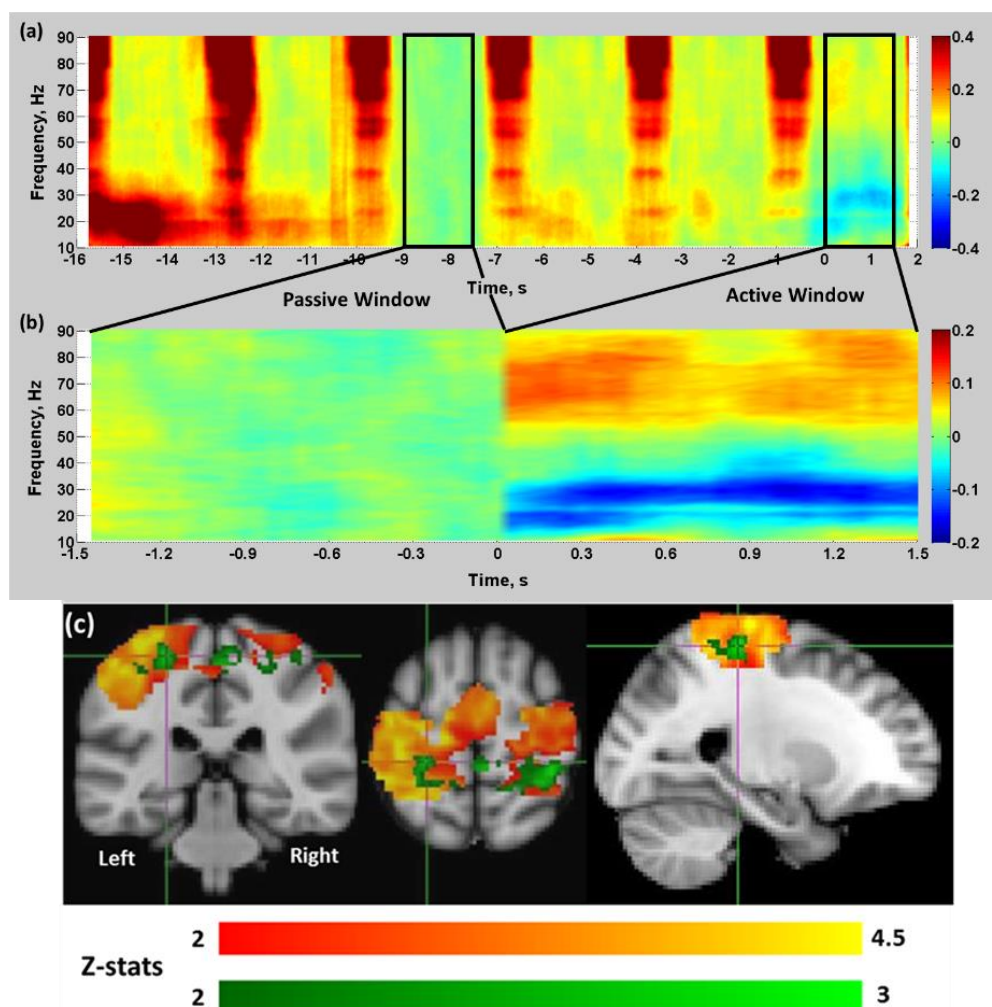 (a)
Frequency, Hz
90
80
70
60
50
40
30
20
10
-16 -15 -14 -13 -12 -11 -10 -9 -8 -7 -6 -5 -4 -3 -2 -1 0 1 2
Time, s
0.4
0.2
0
-0.2
-0.4
Passive Window
Active Window
(b)
Frequency, Hz
90
80
70
60
50
40
30
20
10
-1.5 -1.2 -0.9 -0.6 -0.3 0 0.3 0.6 0.9 1.2 1.5
Time, s
0.2
0.1
0
-0.1
-0.2
(c)
Left Right
Z-stats
2 4.5
2 3